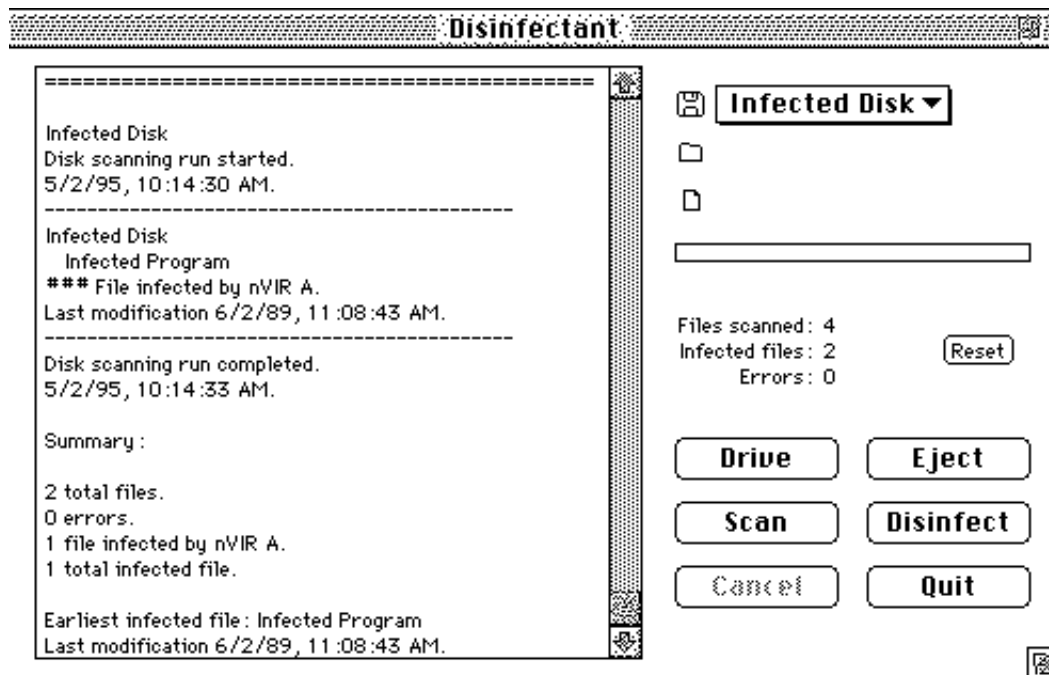 Disinfectant
===========================================
Infected Disk
Disk scanning run started.
5/2/95, 10:14:30 AM.
--------------------------------------------
Infected Disk
Infected Program
### File infected by nVIR A.
Last modification 6/2/89, 11:08:43 AM.
--------------------------------------------
Disk scanning run completed.
5/2/95, 10:14:33 AM.
Summary:
2 total files.
0 errors.
1 file infected by nVIR A.
1 total infected file.
Earliest infected file: Infected Program
Last modification 6/2/89, 11:08:43 AM.
Infected Disk
Files scanned: 4
Infected files: 2
Reset
Errors: 0
Drive
Eject
Scan
Disinfect
Cancel
Quit